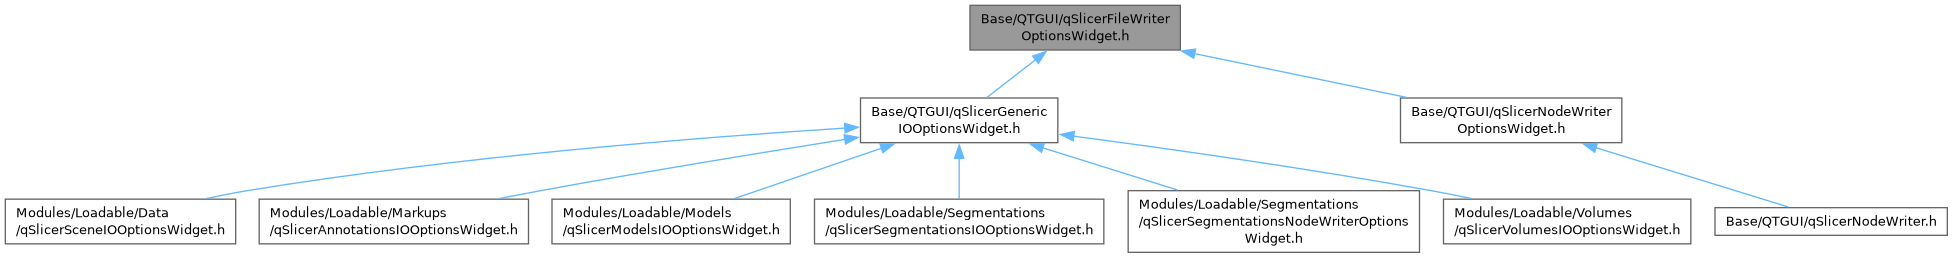 Base/QTGUI/qSlicerFileWriter
OptionsWidget.h
Base/QTGUI/qSlicerGeneric
IOOptionsWidget.h
Base/QTGUI/qSlicerNodeWriter
OptionsWidget.h
Modules/Loadable/Data
/qSlicerSceneIOOptionsWidget.h
Modules/Loadable/Markups
/qSlicerAnnotationsIOOptionsWidget.h
Modules/Loadable/Models
/qSlicerModelsIOOptionsWidget.h
Modules/Loadable/Segmentations
/qSlicerSegmentationsIOOptionsWidget.h
Modules/Loadable/Segmentations
/qSlicerSegmentationsNodeWriterOptions
Widget.h
Modules/Loadable/Volumes
/qSlicerVolumesIOOptionsWidget.h
Base/QTGUI/qSlicerNodeWriter.h